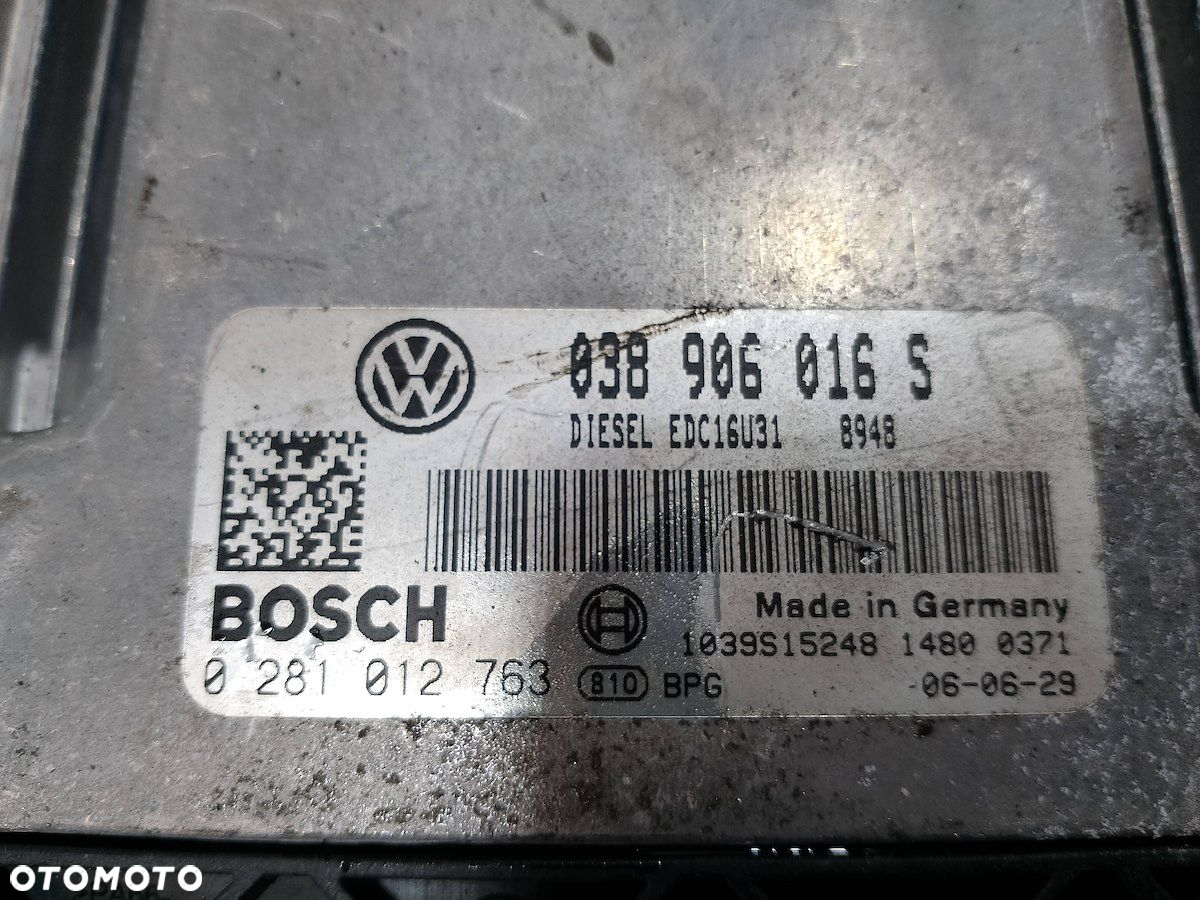 038 906 016 S
DIESEL EDC16U31 8948
BOSCH
Made in Germany
1039S15248 1480 0371
0 281 012 763 810 BPG 06-06-29
OTOMOTO